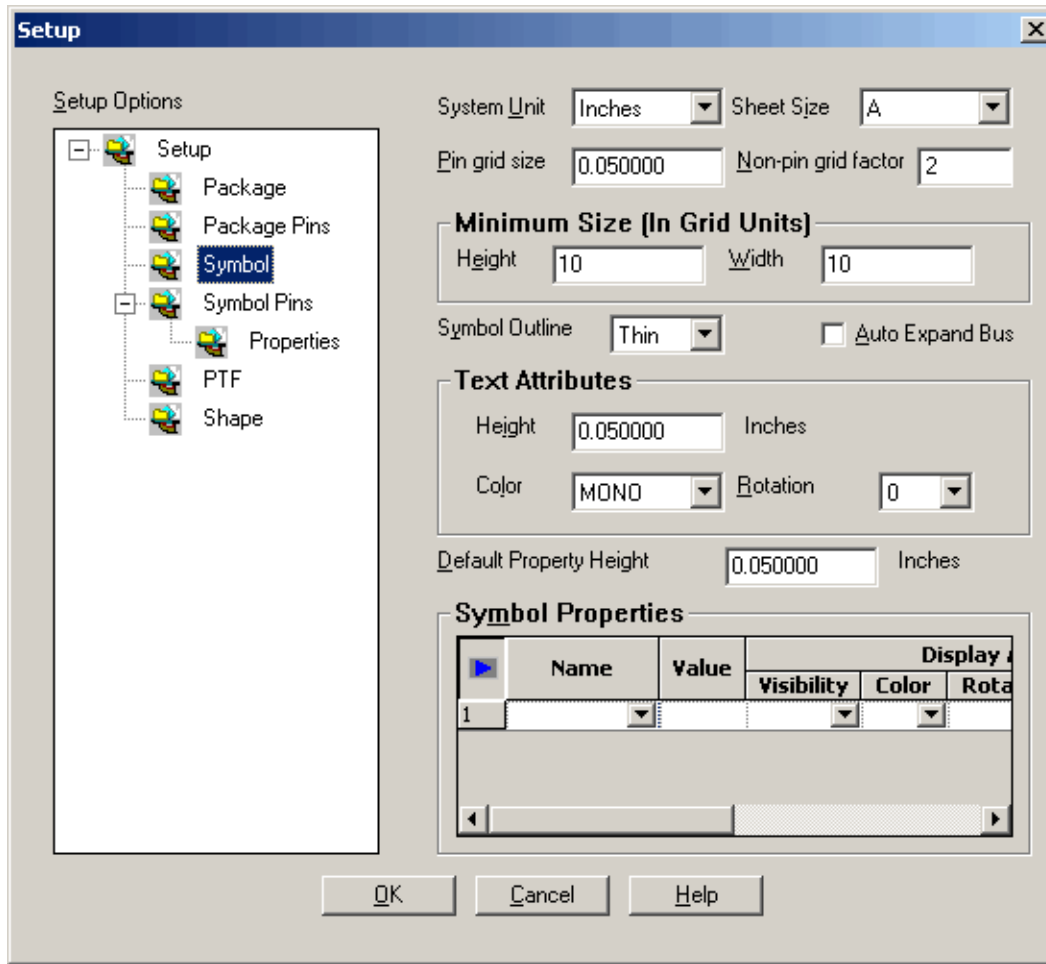 Setup
Setup Options
Setup
Package
Package Pins
Symbol
Symbol Pins
Properties
PTF
Shape
System Unit Inches Sheet Size A
Pin grid size 0.050000 Non-pin grid factor 2
Minimum Size (In Grid Units)
Height 10 Width 10
Symbol Outline Thin Auto Expand Bus
Text Attributes
Height 0.050000 Inches
Color MONO Rotation 0
Default Property Height 0.050000 Inches
Symbol Properties
Name Value Display
Visibility Color Rota
1
OK Cancel Help